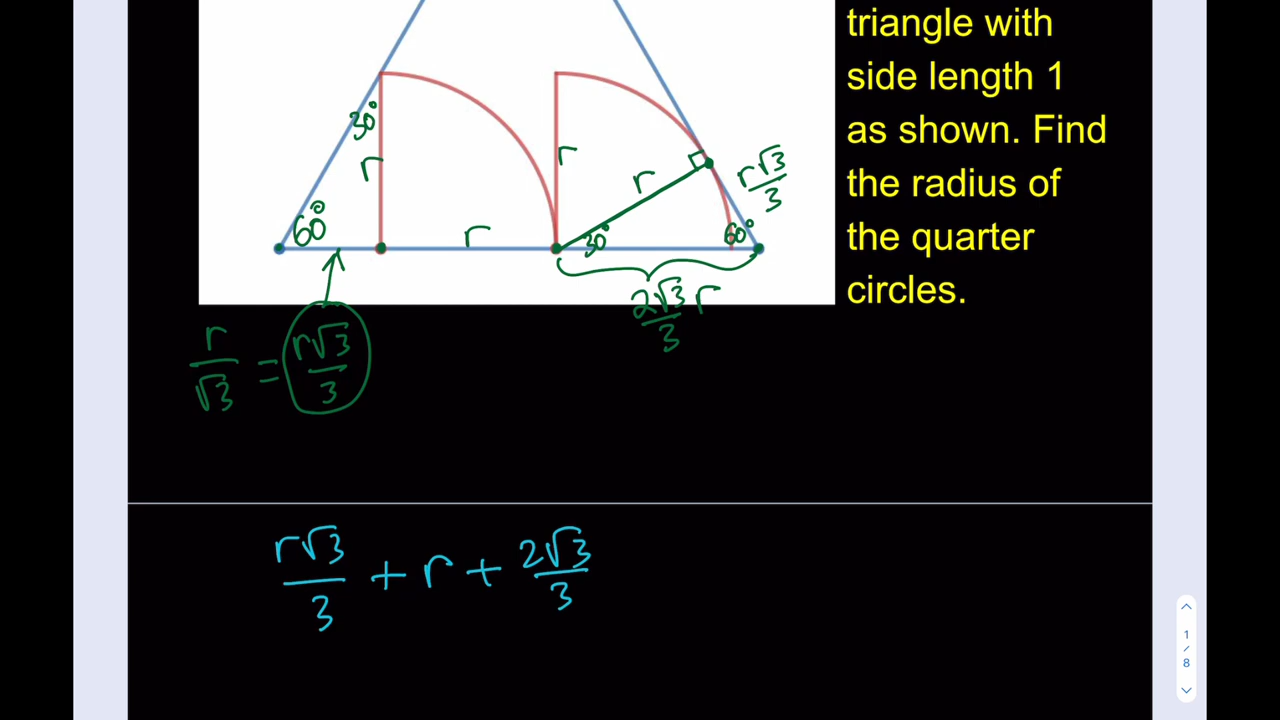 triangle with
side length 1
as shown. Find
the radius of
the quarter
circles.
30°
r
60°
r
r
r
30°
r√3/3
60°
2√3/3 r
r/√3 = r√3/3
r√3/3 + r + 2√3/3
1
/
8